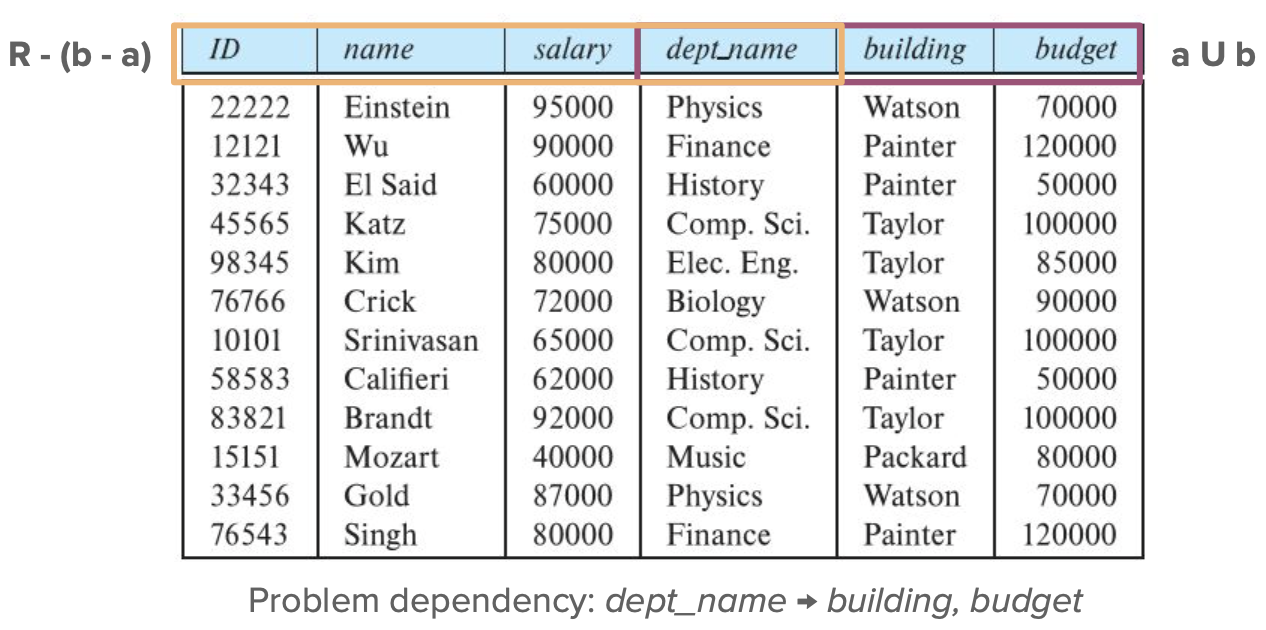 R - (b - a) ID name salary dept_name building budget a U b
22222 Einstein 95000 Physics Watson 70000
12121 Wu 90000 Finance Painter 120000
32343 El Said 60000 History Painter 50000
45565 Katz 75000 Comp. Sci. Taylor 100000
98345 Kim 80000 Elec. Eng. Taylor 85000
76766 Crick 72000 Biology Watson 90000
10101 Srinivasan 65000 Comp. Sci. Taylor 100000
58583 Califieri 62000 History Painter 50000
83821 Brandt 92000 Comp. Sci. Taylor 100000
15151 Mozart 40000 Music Packard 80000
33456 Gold 87000 Physics Watson 70000
76543 Singh 80000 Finance Painter 120000
Problem dependency: dept_name → building, budget